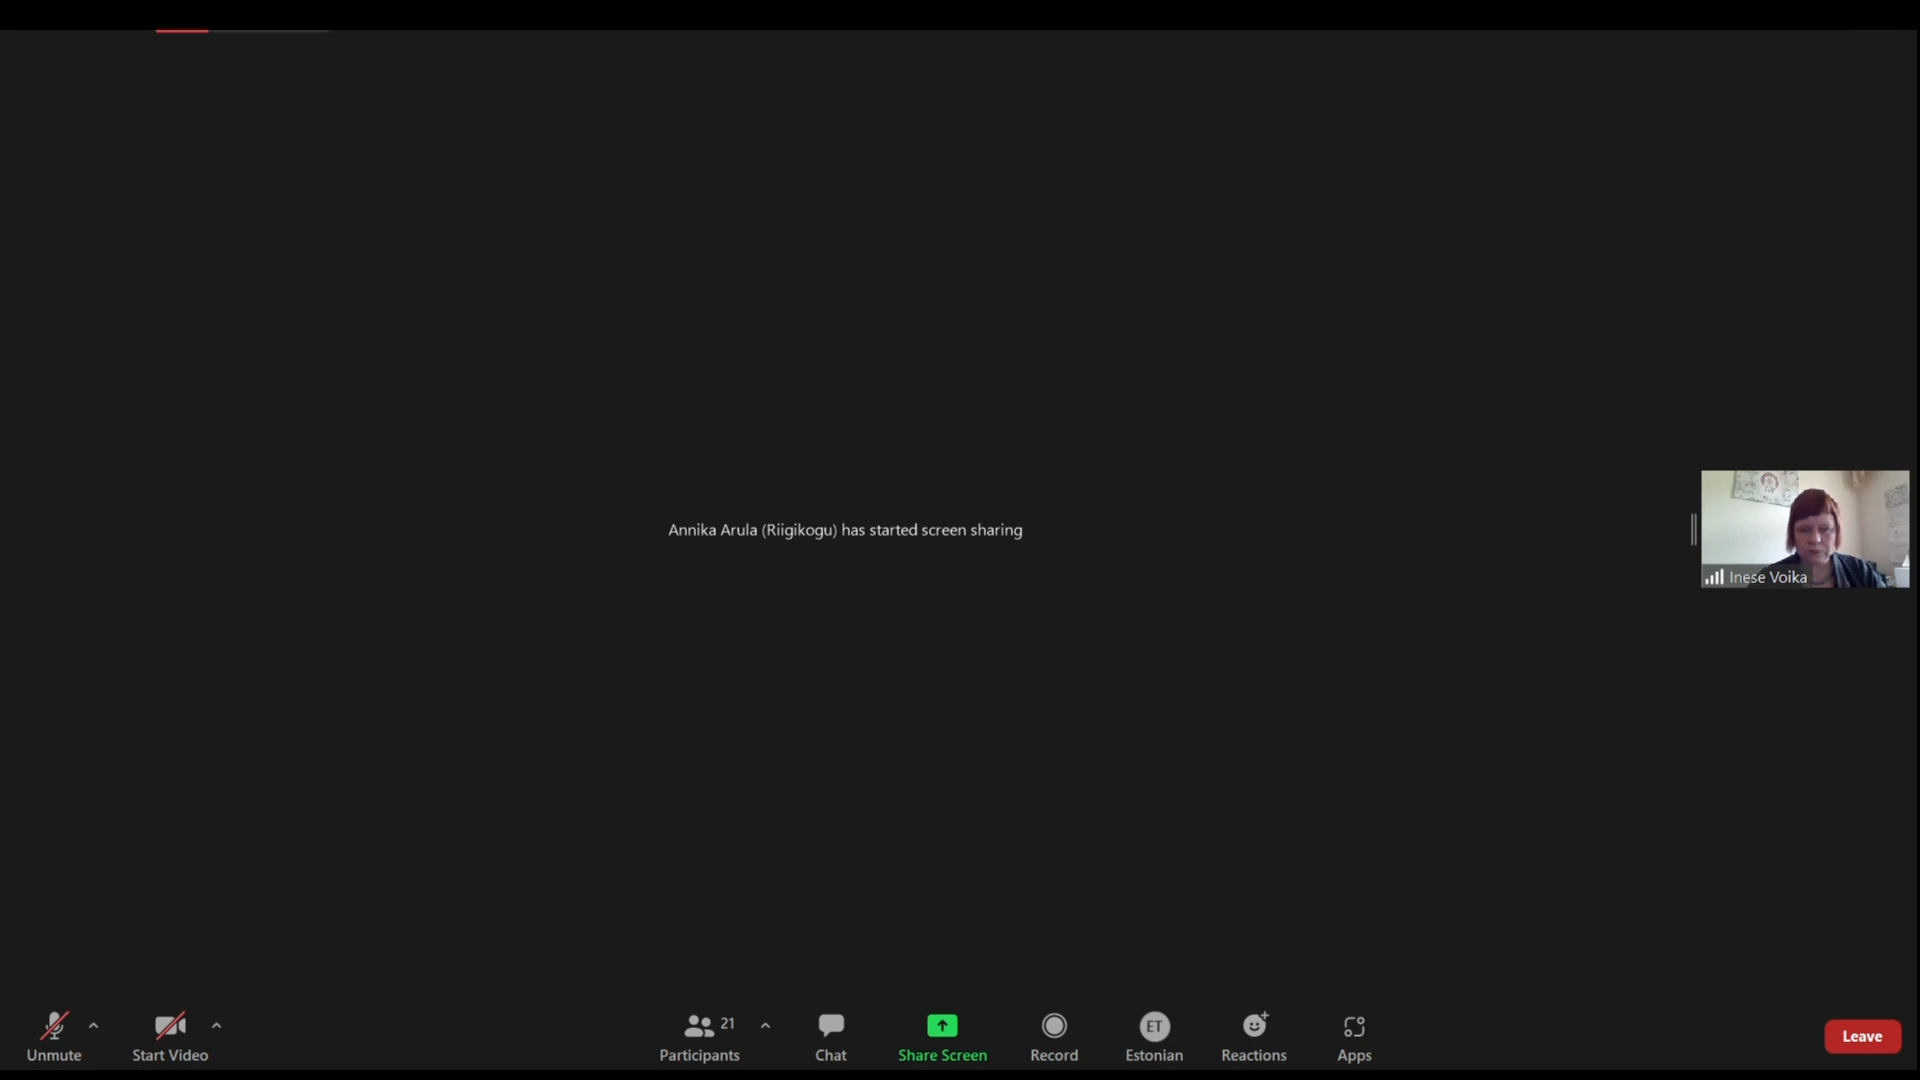 Annika Arula (Riigikogu) has started screen sharing
Inese Voika
21
ET
Unmute
Start Video
Participants
Chat
Share Screen
Record
Estonian
Reactions
Apps
Leave